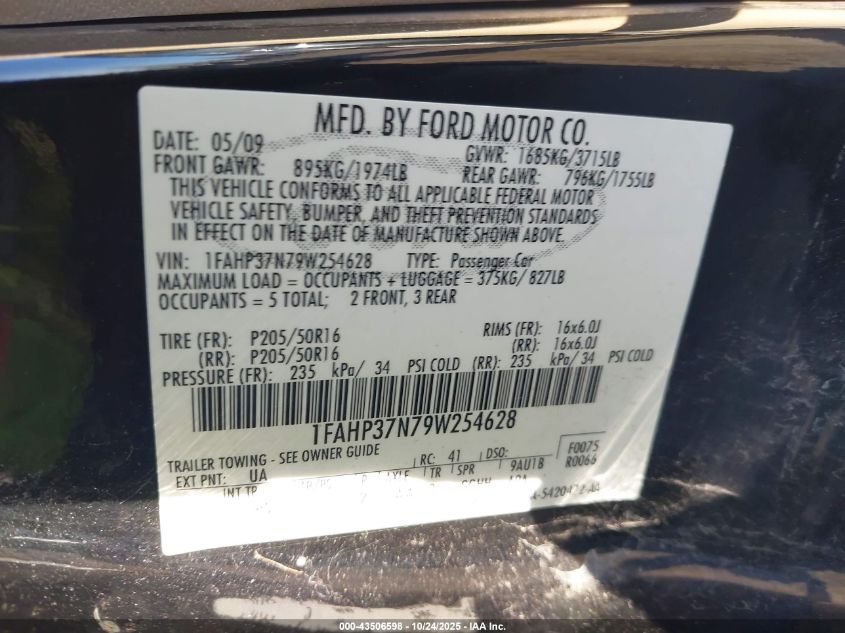 MFD. BY FORD MOTOR CO.
DATE: 05/09 GVWR: 1685KG/3715LB
FRONT GAWR: 895KG/1974LB REAR GAWR: 796KG/1755LB
THIS VEHICLE CONFORMS TO ALL APPLICABLE FEDERAL MOTOR
VEHICLE SAFETY, BUMPER, AND THEFT PREVENTION STANDARDS
IN EFFECT ON THE DATE OF MANUFACTURE SHOWN ABOVE.
VIN: 1FAHP37N79W254628 TYPE: Passenger Car
MAXIMUM LOAD = OCCUPANTS + LUGGAGE = 375KG/ 827LB
OCCUPANTS = 5 TOTAL; 2 FRONT, 3 REAR
TIRE (FR): P205/50R16 RIMS (FR): 16x6.0J
(RR): P205/50R16 (RR): 16x6.0J
PRESSURE (FR): 235 kPa/ 34 PSI COLD (RR): 235 kPa/ 34 PSI COLD
1FAHP37N79W254628
TRAILER TOWING - SEE OWNER GUIDE RC: 41 DSO: F0075
EXT PNT: UA 9AU1B R0066
INT TR AXLE TR SPR
000-43506598 - 10/24/2025 - IAA Inc.